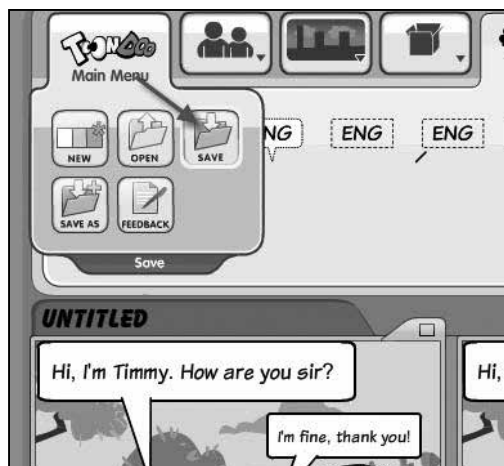 TOONDOO
Main Menu
NEW
OPEN
SAVE
NG
ENG
ENG
SAVE AS
FEEDBACK
Save
UNTITLED
Hi, I'm Timmy. How are you sir?
Hi,
I'm fine, thank you!